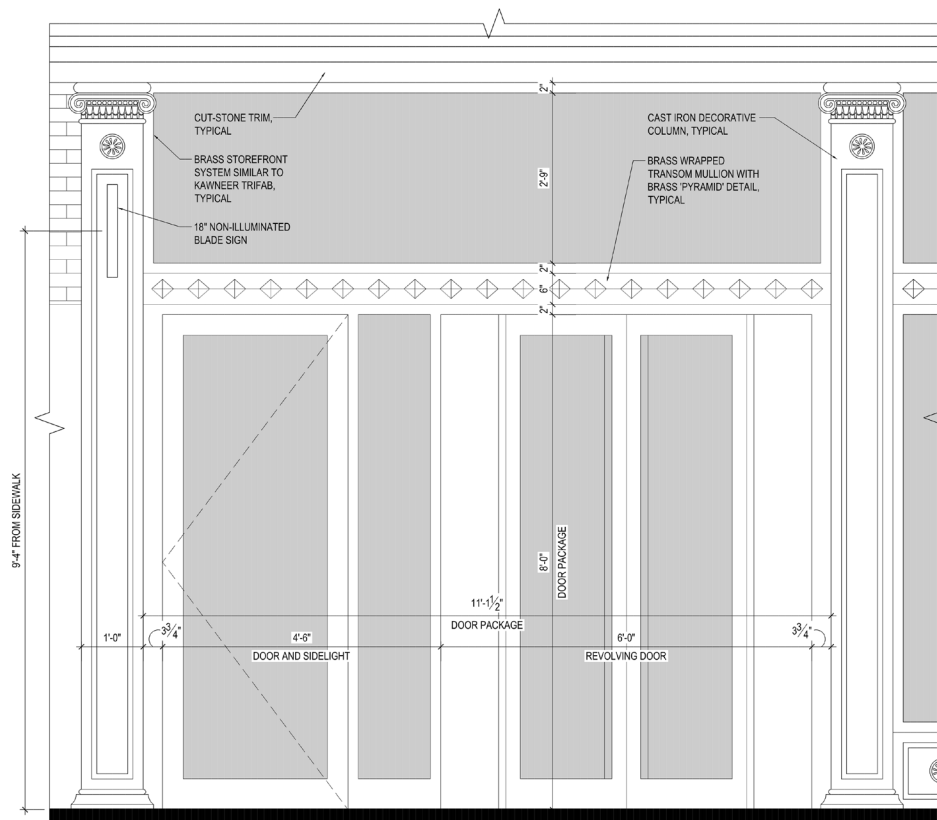 2"
CUT-STONE TRIM,
TYPICAL
CAST IRON DECORATIVE
COLUMN, TYPICAL
BRASS STOREFRONT
SYSTEM SIMILAR TO
KAWNEER TRIFAB,
TYPICAL
2'-9"
BRASS WRAPPED
TRANSOM MULLION WITH
BRASS 'PYRAMID' DETAIL,
TYPICAL
18" NON-ILLUMINATED
BLADE SIGN
2"
6"
2"
9'-4" FROM SIDEWALK
8'-0"
DOOR PACKAGE
11'-1 1/2"
DOOR PACKAGE
1'-0"
3 3/4"
4'-6"
DOOR AND SIDELIGHT
6'-0"
REVOLVING DOOR
3 3/4"